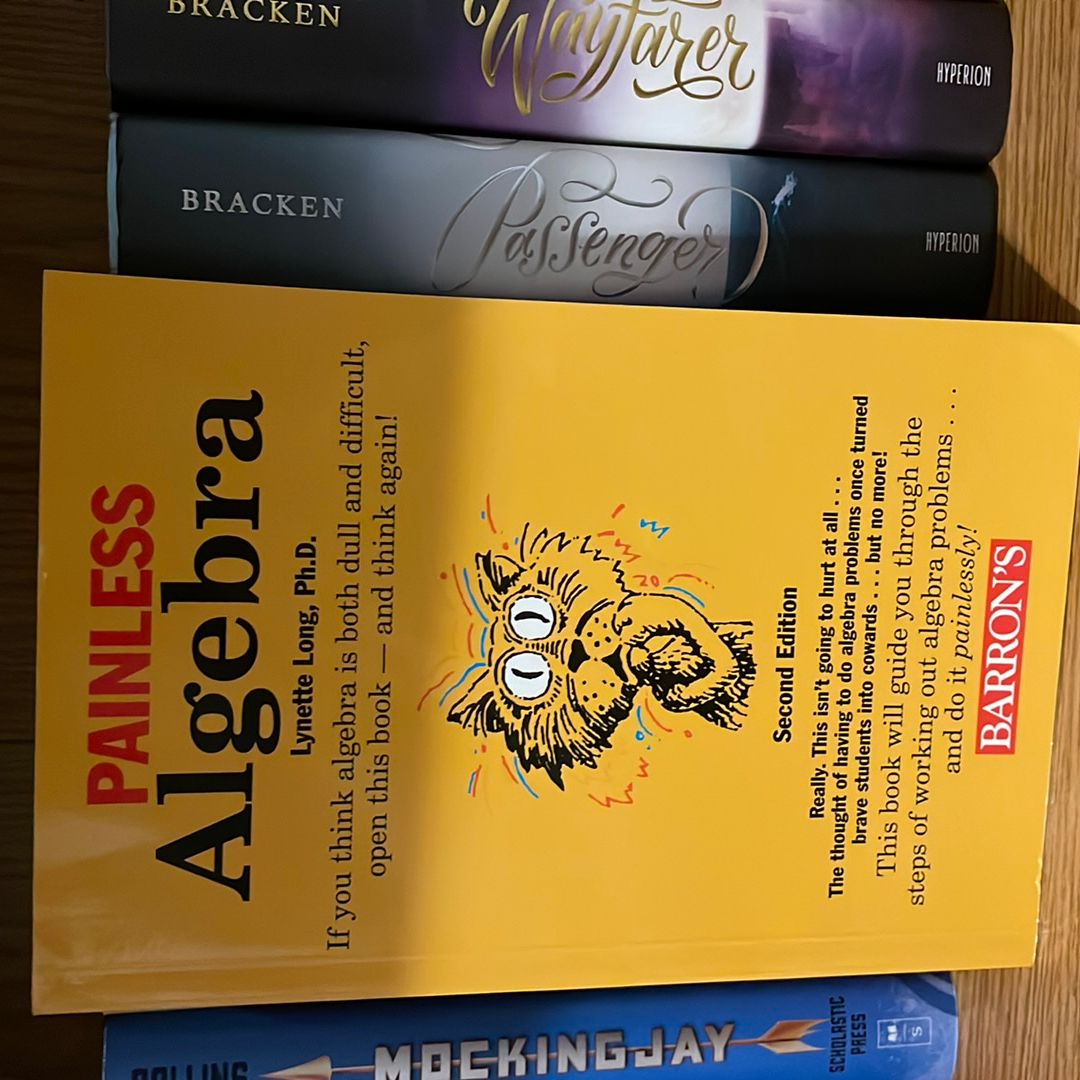 BRACKEN
Wayfarer
HYPERION
BRACKEN
Passenger
HYPERION
PAINLESS
Algebra
Lynette Long, Ph.D.
If you think algebra is both dull and difficult,
open this book — and think again!
Second Edition
Really. This isn't going to hurt at all . . .
The thought of having to do algebra problems once turned
brave students into cowards . . . but no more!
This book will guide you through the
steps of working out algebra problems . . . .
and do it painlessly!
BARRON'S
COLLINS
MOCKINGJAY
SCHOLASTIC
PRESS
S